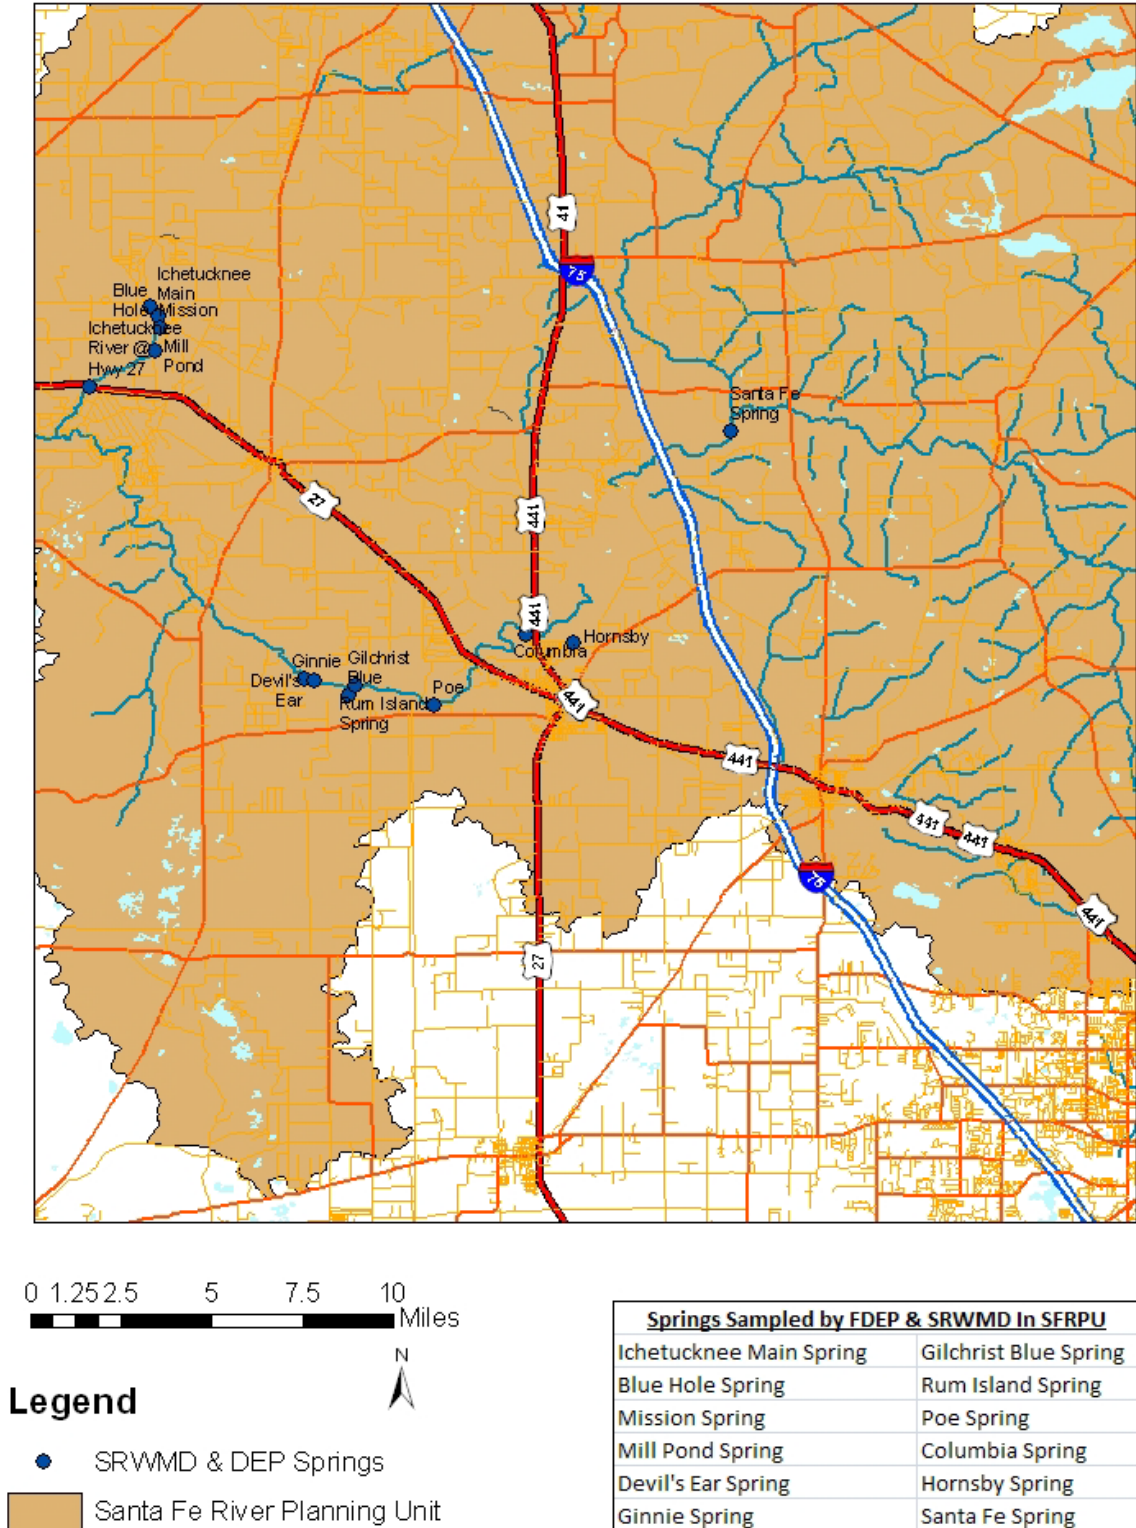 41
75
Ichetucknee
Main
Blue
Hole
Mission
Ichetucknee
River @
Mill
Pond
Hwy 27
Santa Fe
Spring
27
441
441
Columbia
Hornsby
Ginnie
Gilchrist
Blue
Devil's
Ear
Rum Island
Spring
Poe
441
441
441
441
75
441
27
0 1.25 2.5 5 7.5 10
Miles
N
Legend
SRWMD & DEP Springs
Santa Fe River Planning Unit
Springs Sampled by FDEP & SRWMD In SFRPU
Ichetucknee Main Spring Gilchrist Blue Spring
Blue Hole Spring Rum Island Spring
Mission Spring Poe Spring
Mill Pond Spring Columbia Spring
Devil's Ear Spring Hornsby Spring
Ginnie Spring Santa Fe Spring